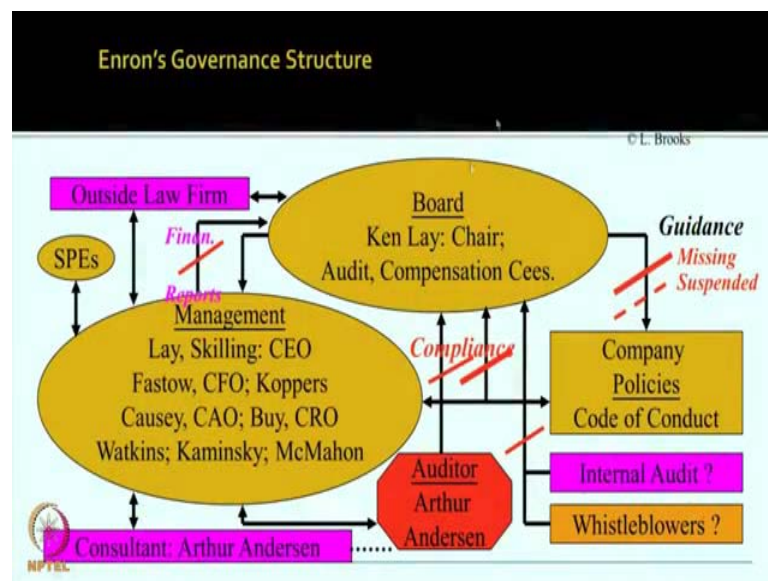 Enron's Governance Structure
© L. Brooks
Outside Law Firm
Board
Ken Lay: Chair;
Audit, Compensation Cees.
Guidance
Missing
Suspended
Finan.
Reports
SPEs
Management
Lay, Skilling: CEO
Fastow, CFO; Koppers
Causey, CAO; Buy, CRO
Watkins; Kaminsky; McMahon
Compliance
Company
Policies
Code of Conduct
Auditor
Arthur
Andersen
Internal Audit ?
Whistleblowers ?
Consultant: Arthur Andersen
NPTEL